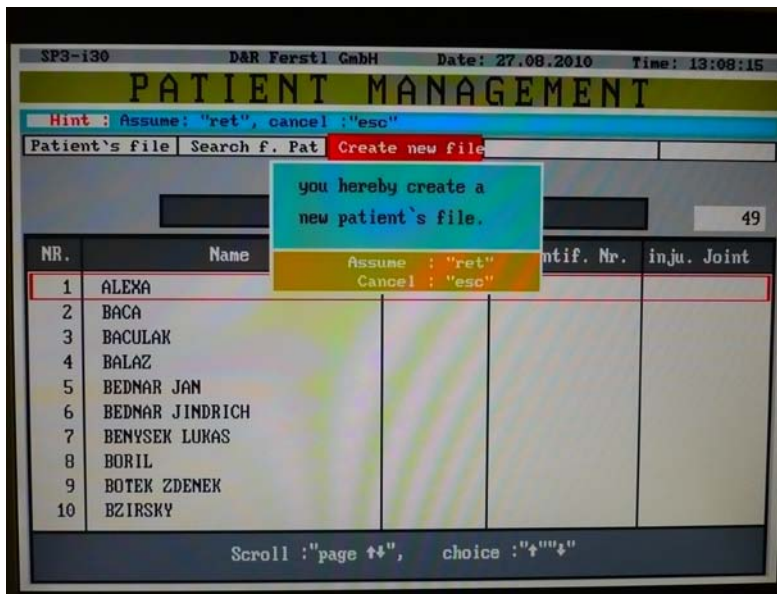 SP3-i30 D&R Ferstl GmbH Date: 27.08.2010 Time: 13:08:15
PATIENT MANAGEMENT
Hint : Assume: "ret", cancel :"esc"
Patient`s file Search f. Pat Create new file
you hereby create a
new patient`s file.
Assume : "ret"
Cancel : "esc"
49
NR. Name ntif. Nr. inju. Joint
1 ALEXA
2 BACA
3 BACULAK
4 BALAZ
5 BEDNAR JAN
6 BEDNAR JINDRICH
7 BENYSEK LUKAS
8 BORIL
9 BOTEK ZDENEK
10 BZIRSKY
Scroll :"page ↑↓", choice :"↑""↓"